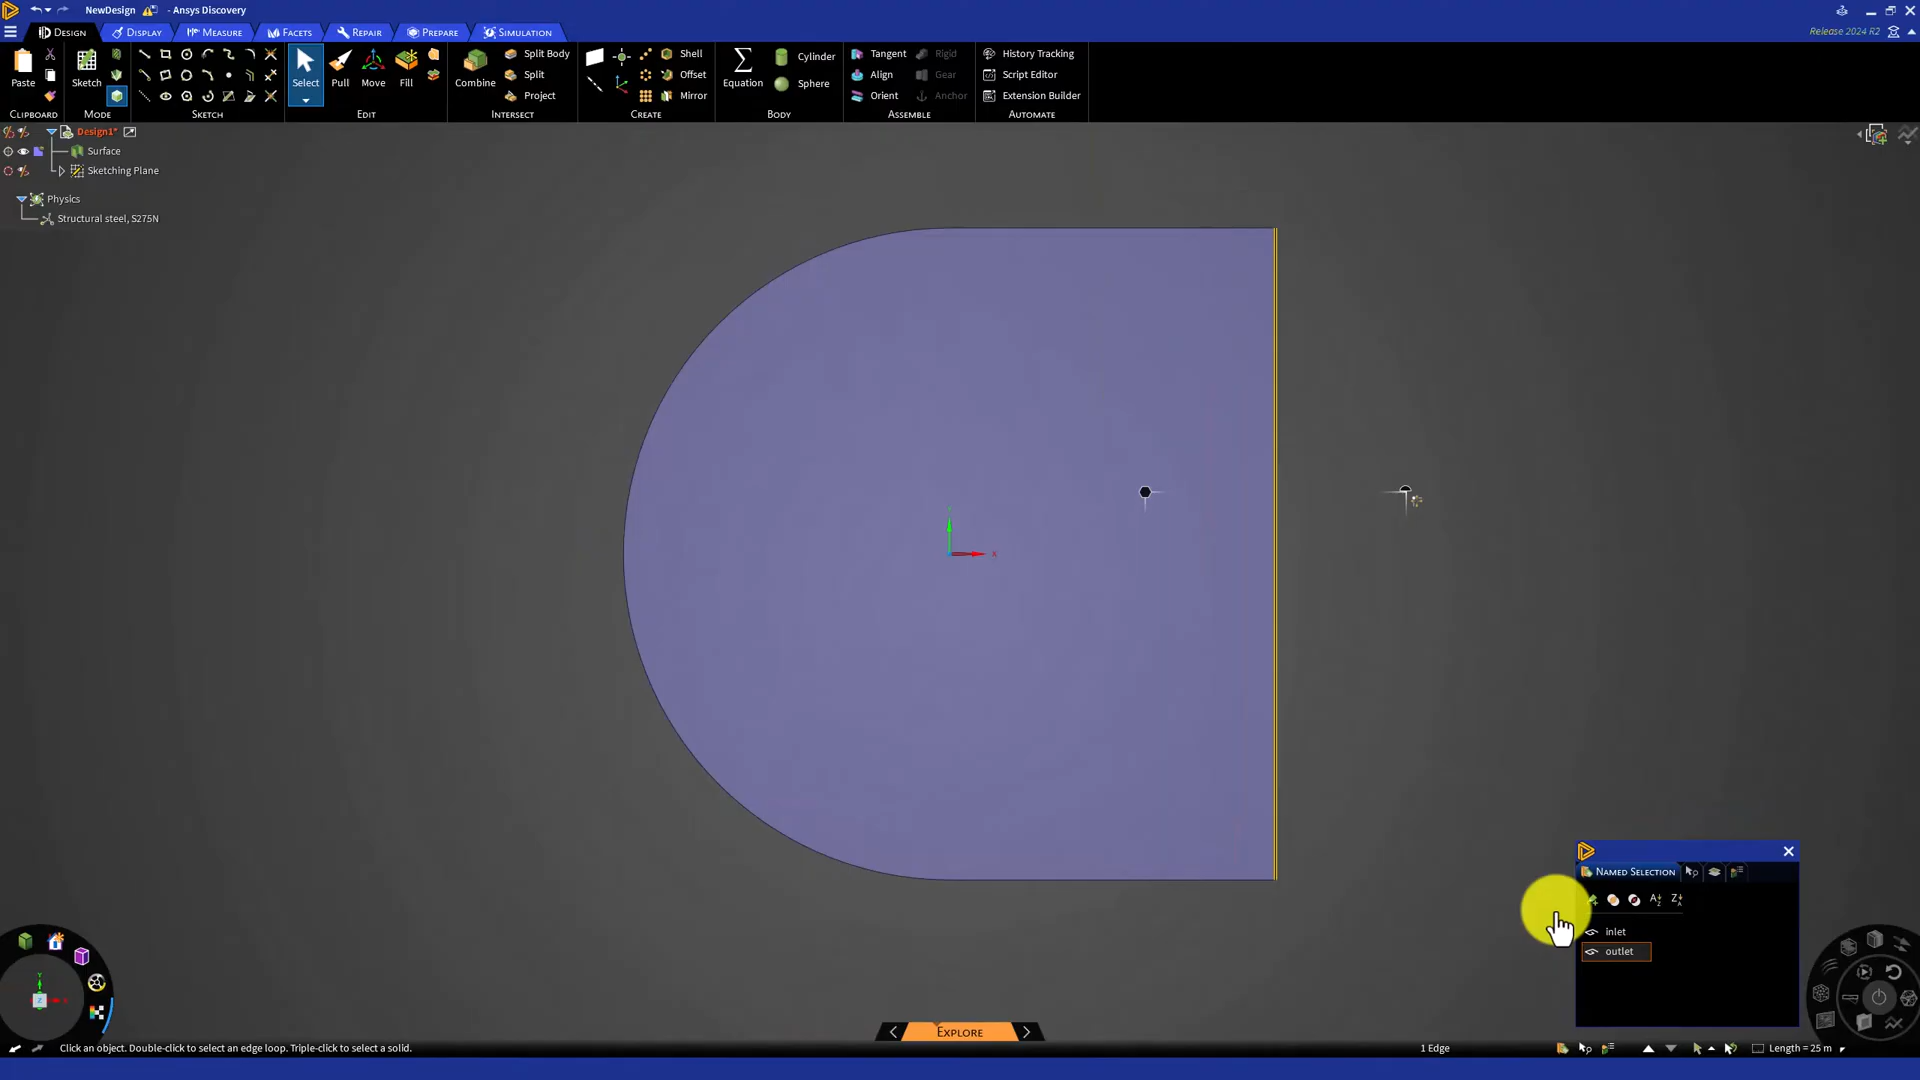 NewDesign - Ansys Discovery
DESIGN DISPLAY MEASURE FACETS REPAIR PREPARE SIMULATION
Release 2024 R2
Paste Sketch Select Pull Move Fill Combine Split Body Split Project Shell Offset Mirror Equation Cylinder Sphere Tangent Align Orient Rigid Gear Anchor History Tracking Script Editor Extension Builder
CLIPBOARD MODE SKETCH EDIT INTERSECT CREATE BODY ASSEMBLE AUTOMATE
Design1*
Surface
Sketching Plane
Physics
Structural steel, S275N
X
NAMED SELECTION
inlet
outlet
Y
Z
EXPLORE
Click an object. Double-click to select an edge loop. Triple-click to select a solid. 1 Edge Length = 25 m